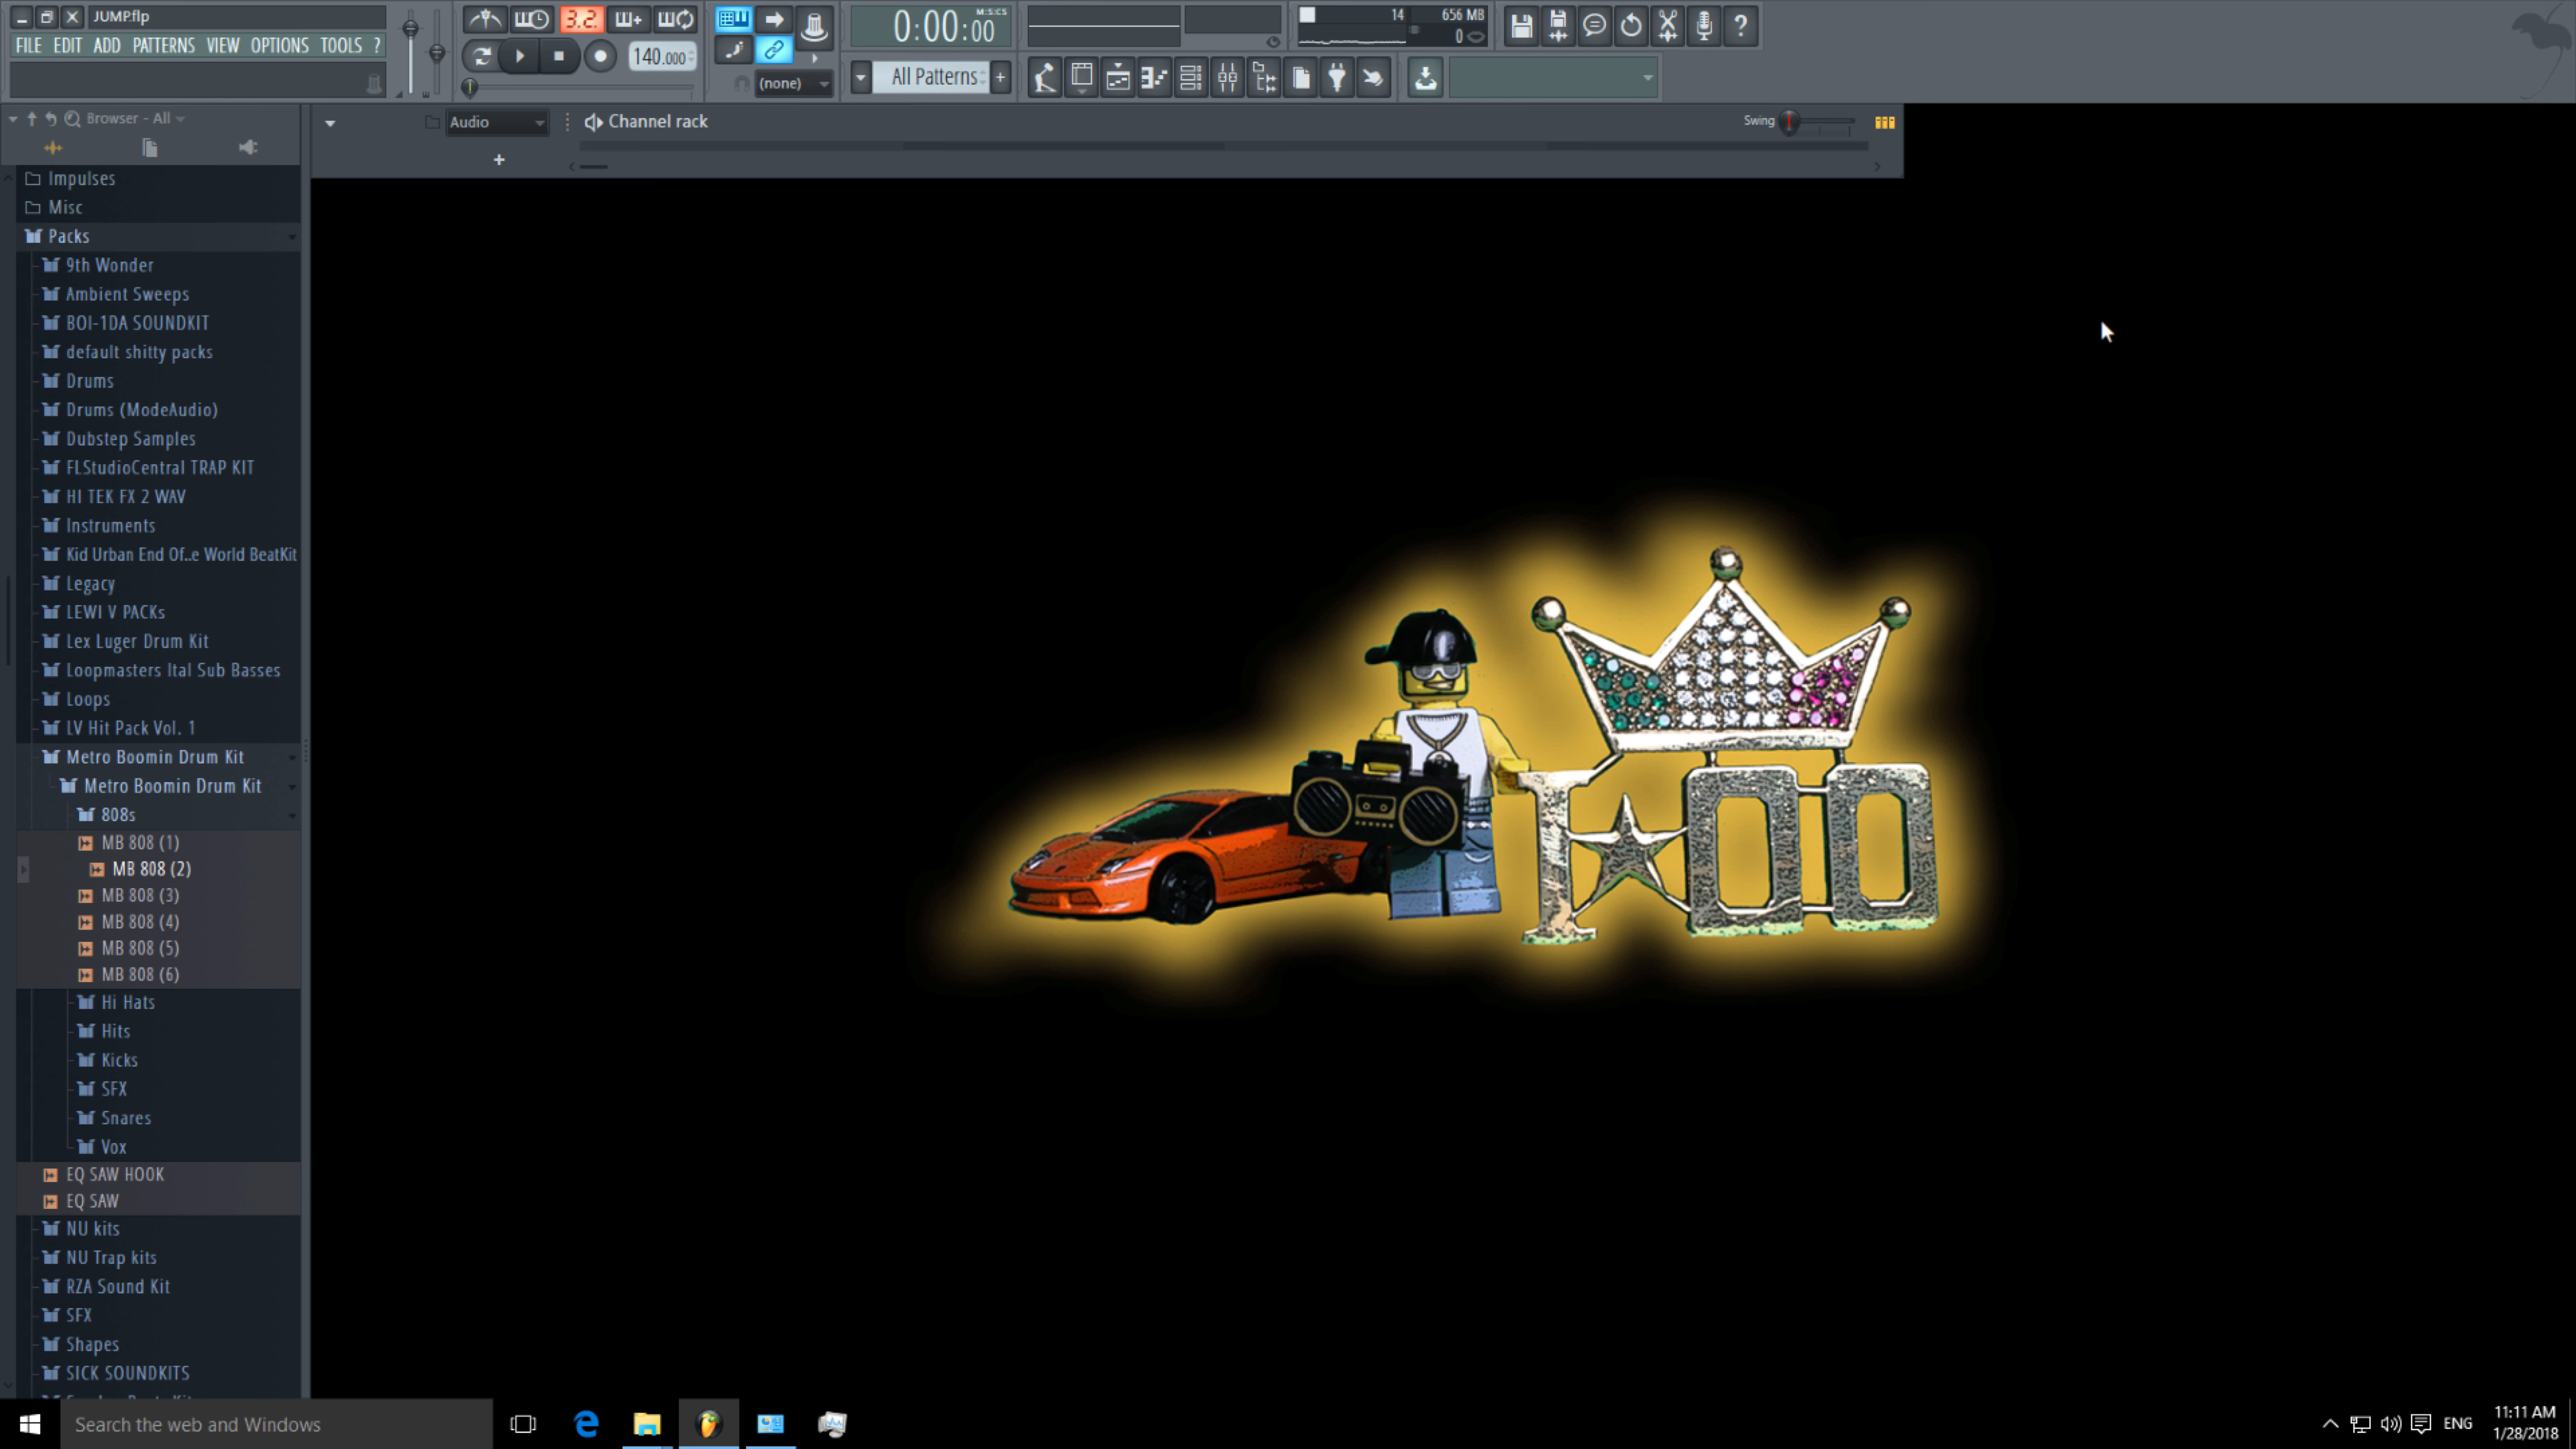 JUMP.flp
FILE EDIT ADD PATTERNS VIEW OPTIONS TOOLS ?
3.2.
140.000
(none)
0:00:00
M:S:CS
All Patterns
14
656 MB
0
Browser - All
Audio
Channel rack
Swing
Impulses
Misc
Packs
9th Wonder
Ambient Sweeps
BOI-1DA SOUNDKIT
default shitty packs
Drums
Drums (ModeAudio)
Dubstep Samples
FLStudioCentral TRAP KIT
HI TEK FX 2 WAV
Instruments
Kid Urban End Of..e World BeatKit
Legacy
LEWI V PACKs
Lex Luger Drum Kit
Loopmasters Ital Sub Basses
Loops
LV Hit Pack Vol. 1
Metro Boomin Drum Kit
Metro Boomin Drum Kit
808s
MB 808 (1)
MB 808 (2)
MB 808 (3)
MB 808 (4)
MB 808 (5)
MB 808 (6)
Hi Hats
Hits
Kicks
SFX
Snares
Vox
EQ SAW HOOK
EQ SAW
NU kits
NU Trap kits
RZA Sound Kit
SFX
Shapes
SICK SOUNDKITS
Search the web and Windows
ENG
11:11 AM
1/28/2018